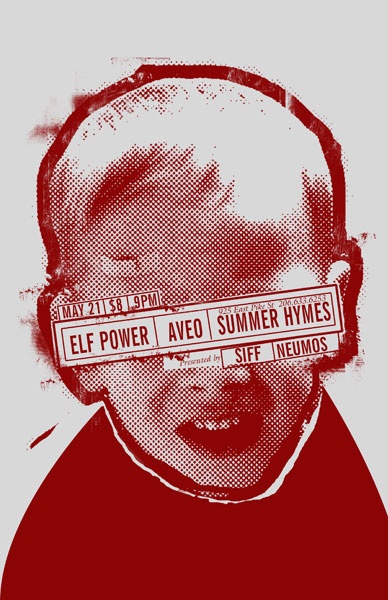 MAY 21 $8 9PM
925 East Pike St 206.633.6253
ELF POWER AVEO SUMMER HYMES
Presented by SIFF NEUMOS